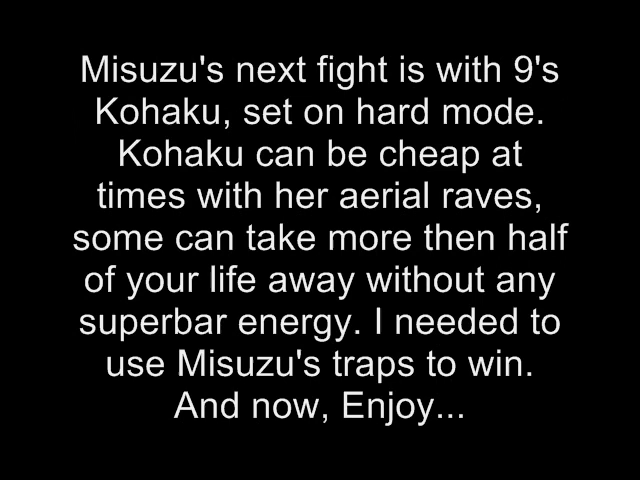 Misuzu's next fight is with 9's
Kohaku, set on hard mode.
Kohaku can be cheap at
times with her aerial raves,
some can take more then half
of your life away without any
superbar energy. I needed to
use Misuzu's traps to win.
And now, Enjoy...